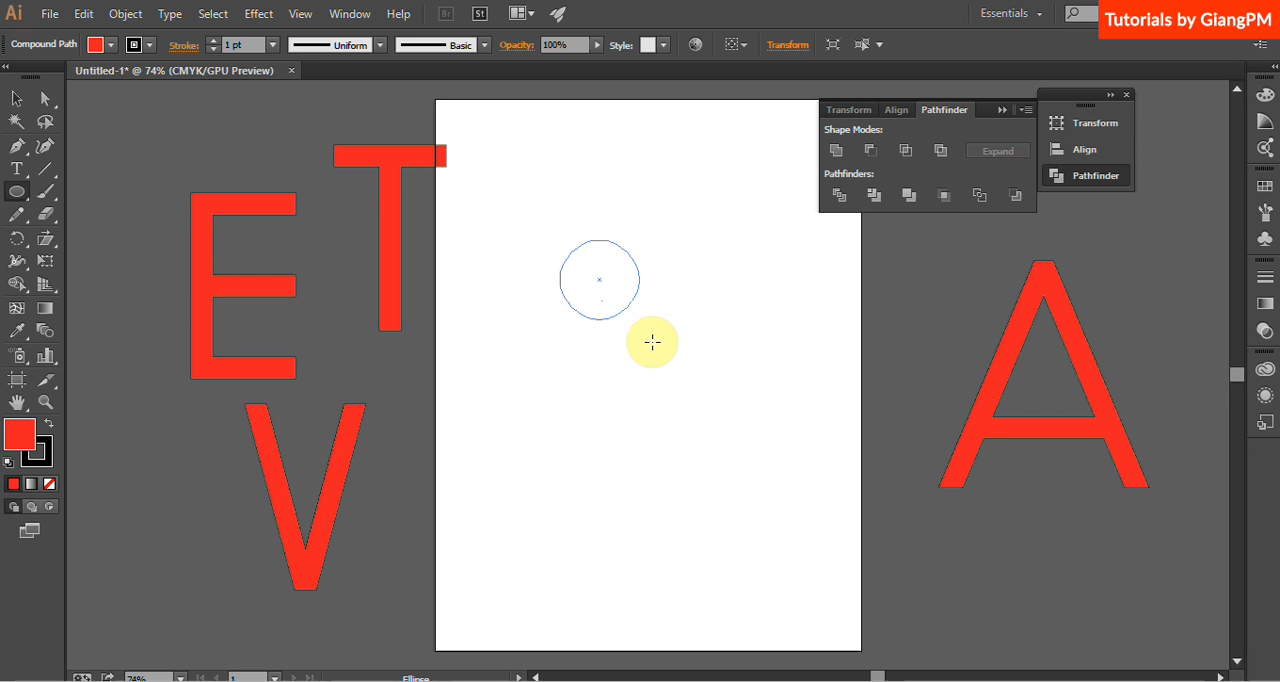 Ai File Edit Object Type Select Effect View Window Help Br St Essentials
Tutorials by GiangPM
Compound Path Stroke: 1 pt Uniform Basic Opacity: 100% Style: Transform
Untitled-1* @ 74% (CMYK/GPU Preview) ×
Transform Align Pathfinder
Shape Modes:
Expand
Pathfinders:
Transform
Align
Pathfinder
T
E
V
A
74% 1 Ellipse